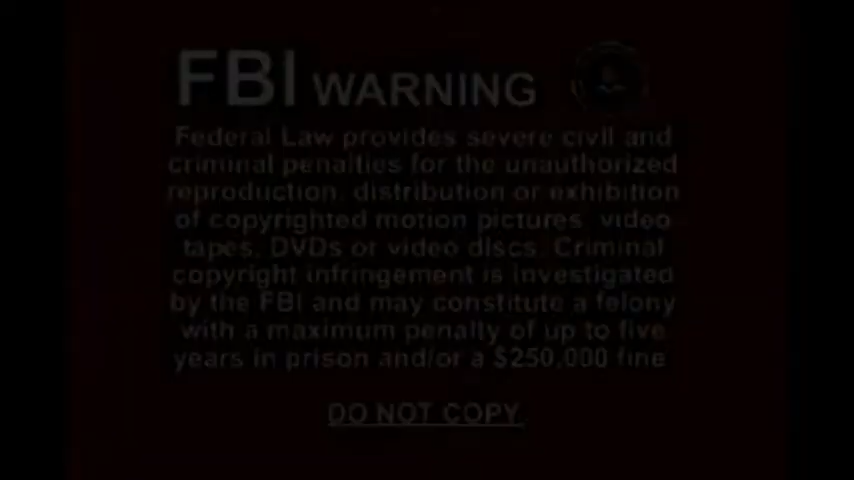 FBI WARNING
Federal Law provides severe civil and
criminal penalties for the unauthorized
reproduction, distribution or exhibition
of copyrighted motion pictures, video
tapes, DVDs or video discs. Criminal
copyright infringement is investigated
by the FBI and may constitute a felony
with a maximum penalty of up to five
years in prison and/or a $250,000 fine.
DO NOT COPY.